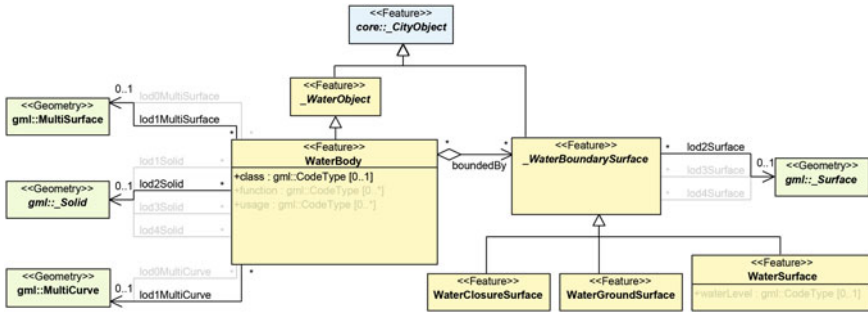 <<Feature>>
core::_CityObject
<<Feature>>
_WaterObject
<<Geometry>>
gml::MultiSurface
0..1
lod0MultiSurface
*
lod1MultiSurface
*
<<Feature>>
WaterBody
+class : gml::CodeType [0..1]
+function : gml::CodeType [0..*]
+usage : gml::CodeType [0..*]
*
*
boundedBy
<<Feature>>
_WaterBoundarySurface
*
lod2Surface
*
lod3Surface
*
lod4Surface
0..1
<<Geometry>>
gml::_Surface
<<Geometry>>
gml::_Solid
0..1
lod1Solid
*
lod2Solid
*
lod3Solid
*
lod4Solid
*
<<Geometry>>
gml::MultiCurve
0..1
lod0MultiCurve
*
lod1MultiCurve
*
<<Feature>>
WaterClosureSurface
<<Feature>>
WaterGroundSurface
<<Feature>>
WaterSurface
+waterLevel : gml::CodeType [0..1]